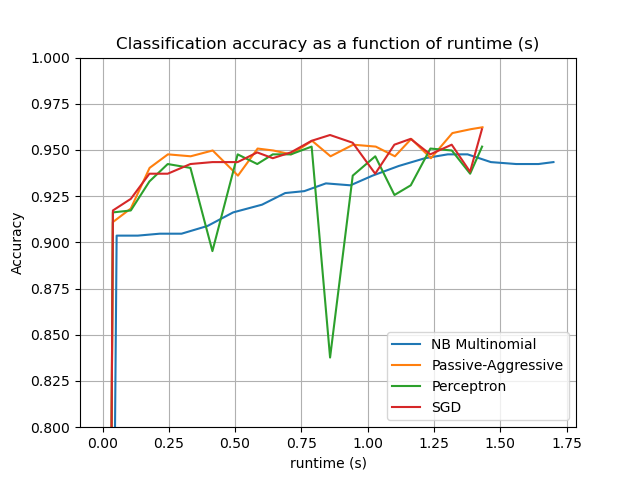 Classification accuracy as a function of runtime (s)
1.000
0.975
0.950
0.925
0.900
0.875
0.850
0.825
0.800
Accuracy
NB Multinomial
Passive-Aggressive
Perceptron
SGD
0.00 0.25 0.50 0.75 1.00 1.25 1.50 1.75
runtime (s)